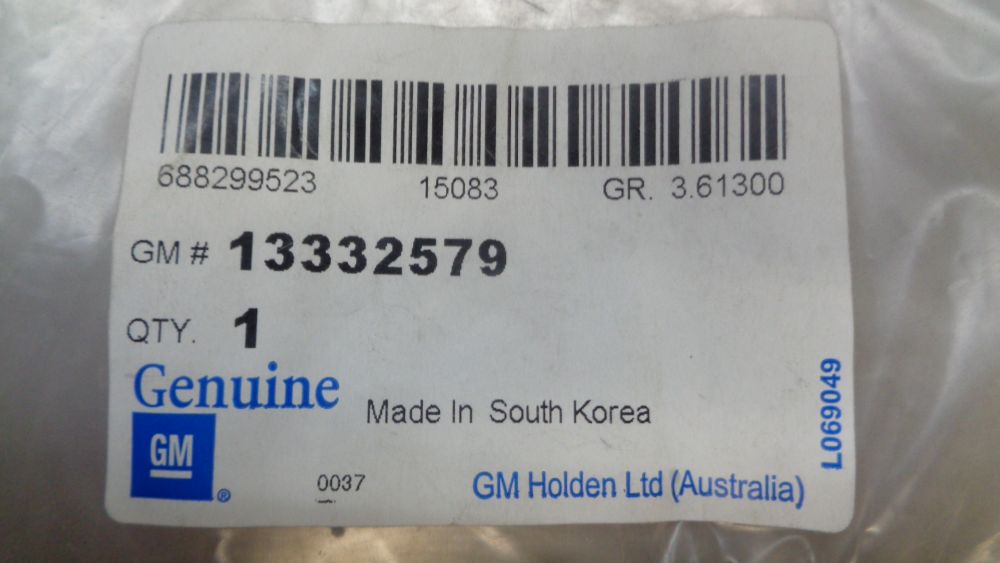 688299523 15083 GR. 3.61300
GM # 13332579
QTY. 1
Genuine
Made In South Korea
GM
®
0037
GM Holden Ltd (Australia)
L069049